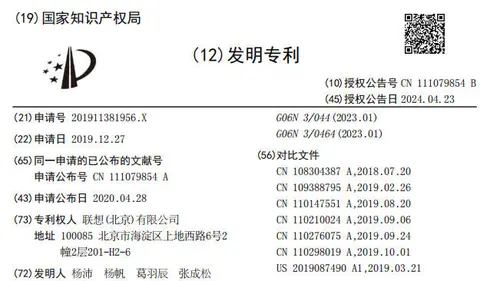 (19)国家知识产权局
(12)发明专利
(10)授权公告号 CN 111079854 B
(45)授权公告日 2024.04.23
(21)申请号 201911381956.X
(22)申请日 2019.12.27
(65)同一申请的已公布的文献号
申请公布号 CN 111079854 A
(43)申请公布日 2020.04.28
(73)专利权人 联想(北京)有限公司
地址 100085 北京市海淀区上地西路6号2
幢2层201-H2-6
(72)发明人 杨沛 杨帆 葛羽辰 张成松
G06N 3/044(2023.01)
G06N 3/0464(2023.01)
(56)对比文件
CN 108304387 A,2018.07.20
CN 109388795 A,2019.02.26
CN 110147551 A,2019.08.20
CN 110210024 A,2019.09.06
CN 110276075 A,2019.09.24
CN 110298019 A,2019.10.01
US 2019087490 A1,2019.03.21